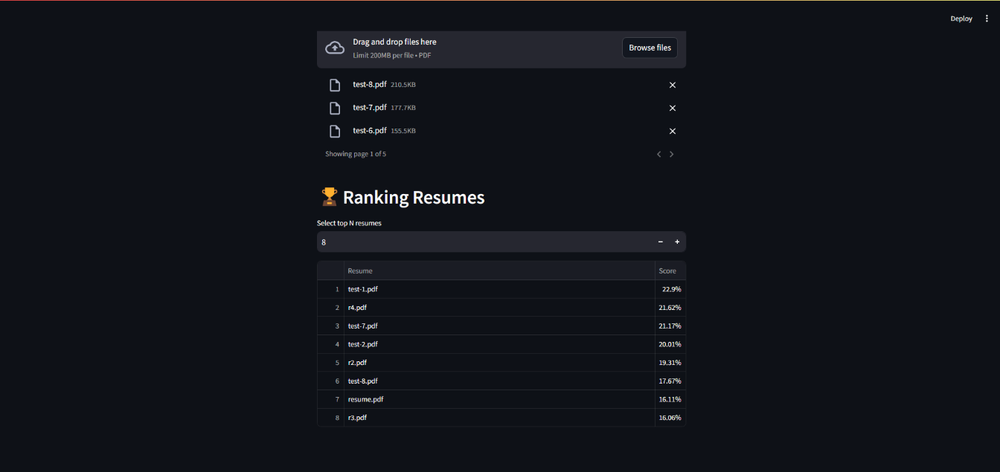 Deploy
Drag and drop files here
Limit 200MB per file • PDF
Browse files
test-8.pdf 210.5KB
test-7.pdf 177.7KB
test-6.pdf 155.5KB
Showing page 1 of 5
Ranking Resumes
Select top N resumes
8
Resume Score
1 test-1.pdf 22.9%
2 r4.pdf 21.62%
3 test-7.pdf 21.17%
4 test-2.pdf 20.01%
5 r2.pdf 19.31%
6 test-8.pdf 17.67%
7 resume.pdf 16.11%
8 r3.pdf 16.06%